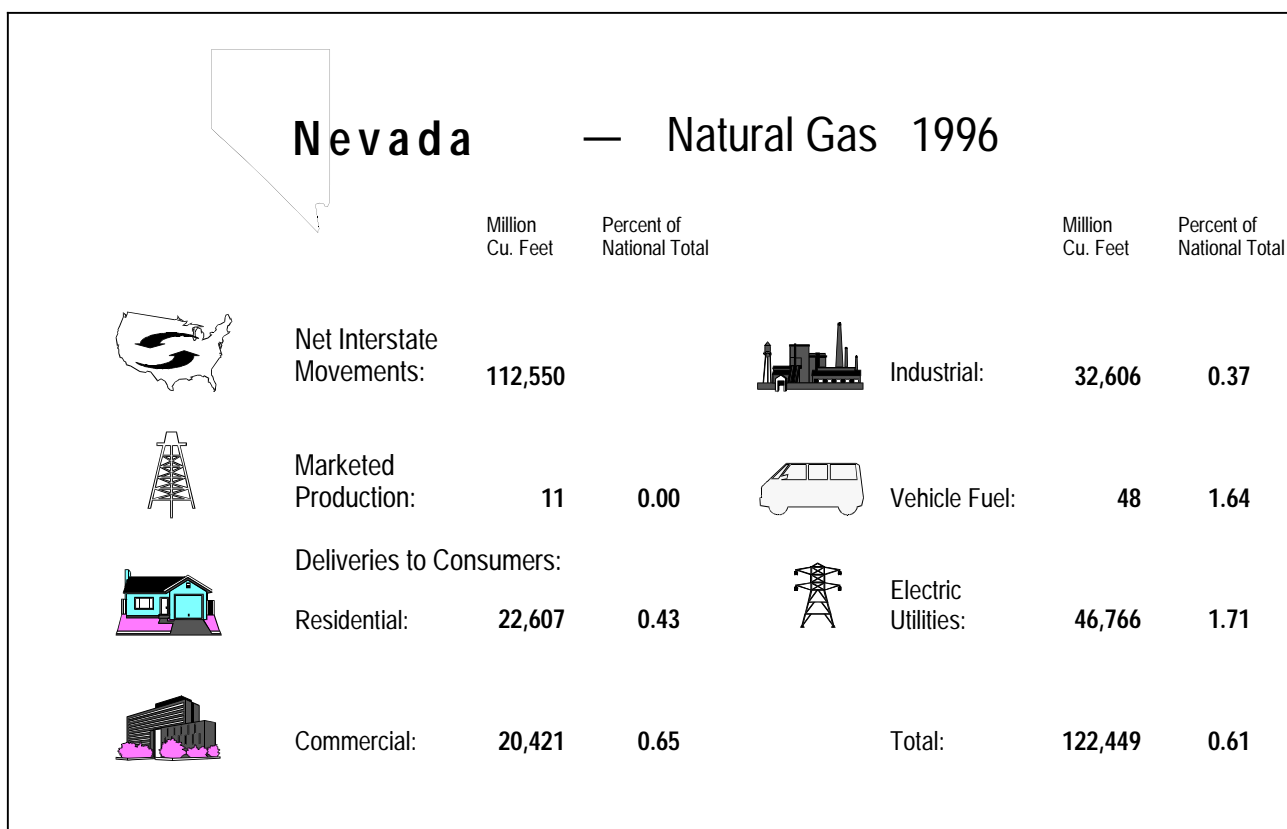 Nevada — Natural Gas 1996
Million Cu. Feet
Percent of National Total
Million Cu. Feet
Percent of National Total
Net Interstate
Movements: 112,550
Marketed
Production: 11 0.00
Deliveries to Consumers:
Residential: 22,607 0.43
Commercial: 20,421 0.65
Industrial: 32,606 0.37
Vehicle Fuel: 48 1.64
Electric
Utilities: 46,766 1.71
Total: 122,449 0.61